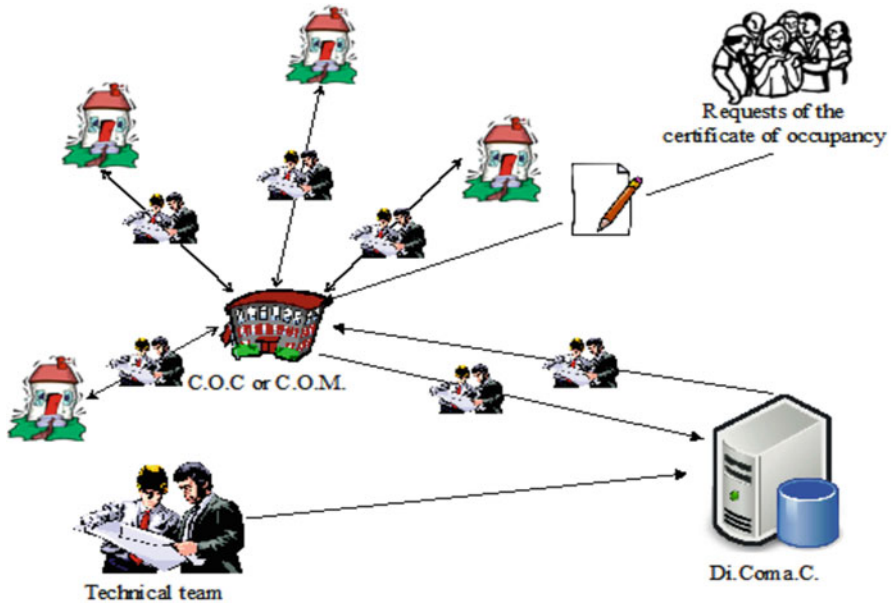 Requests of the
certificate of occupancy
C.O.C or C.O.M.
Technical team
Di.Coma.C.